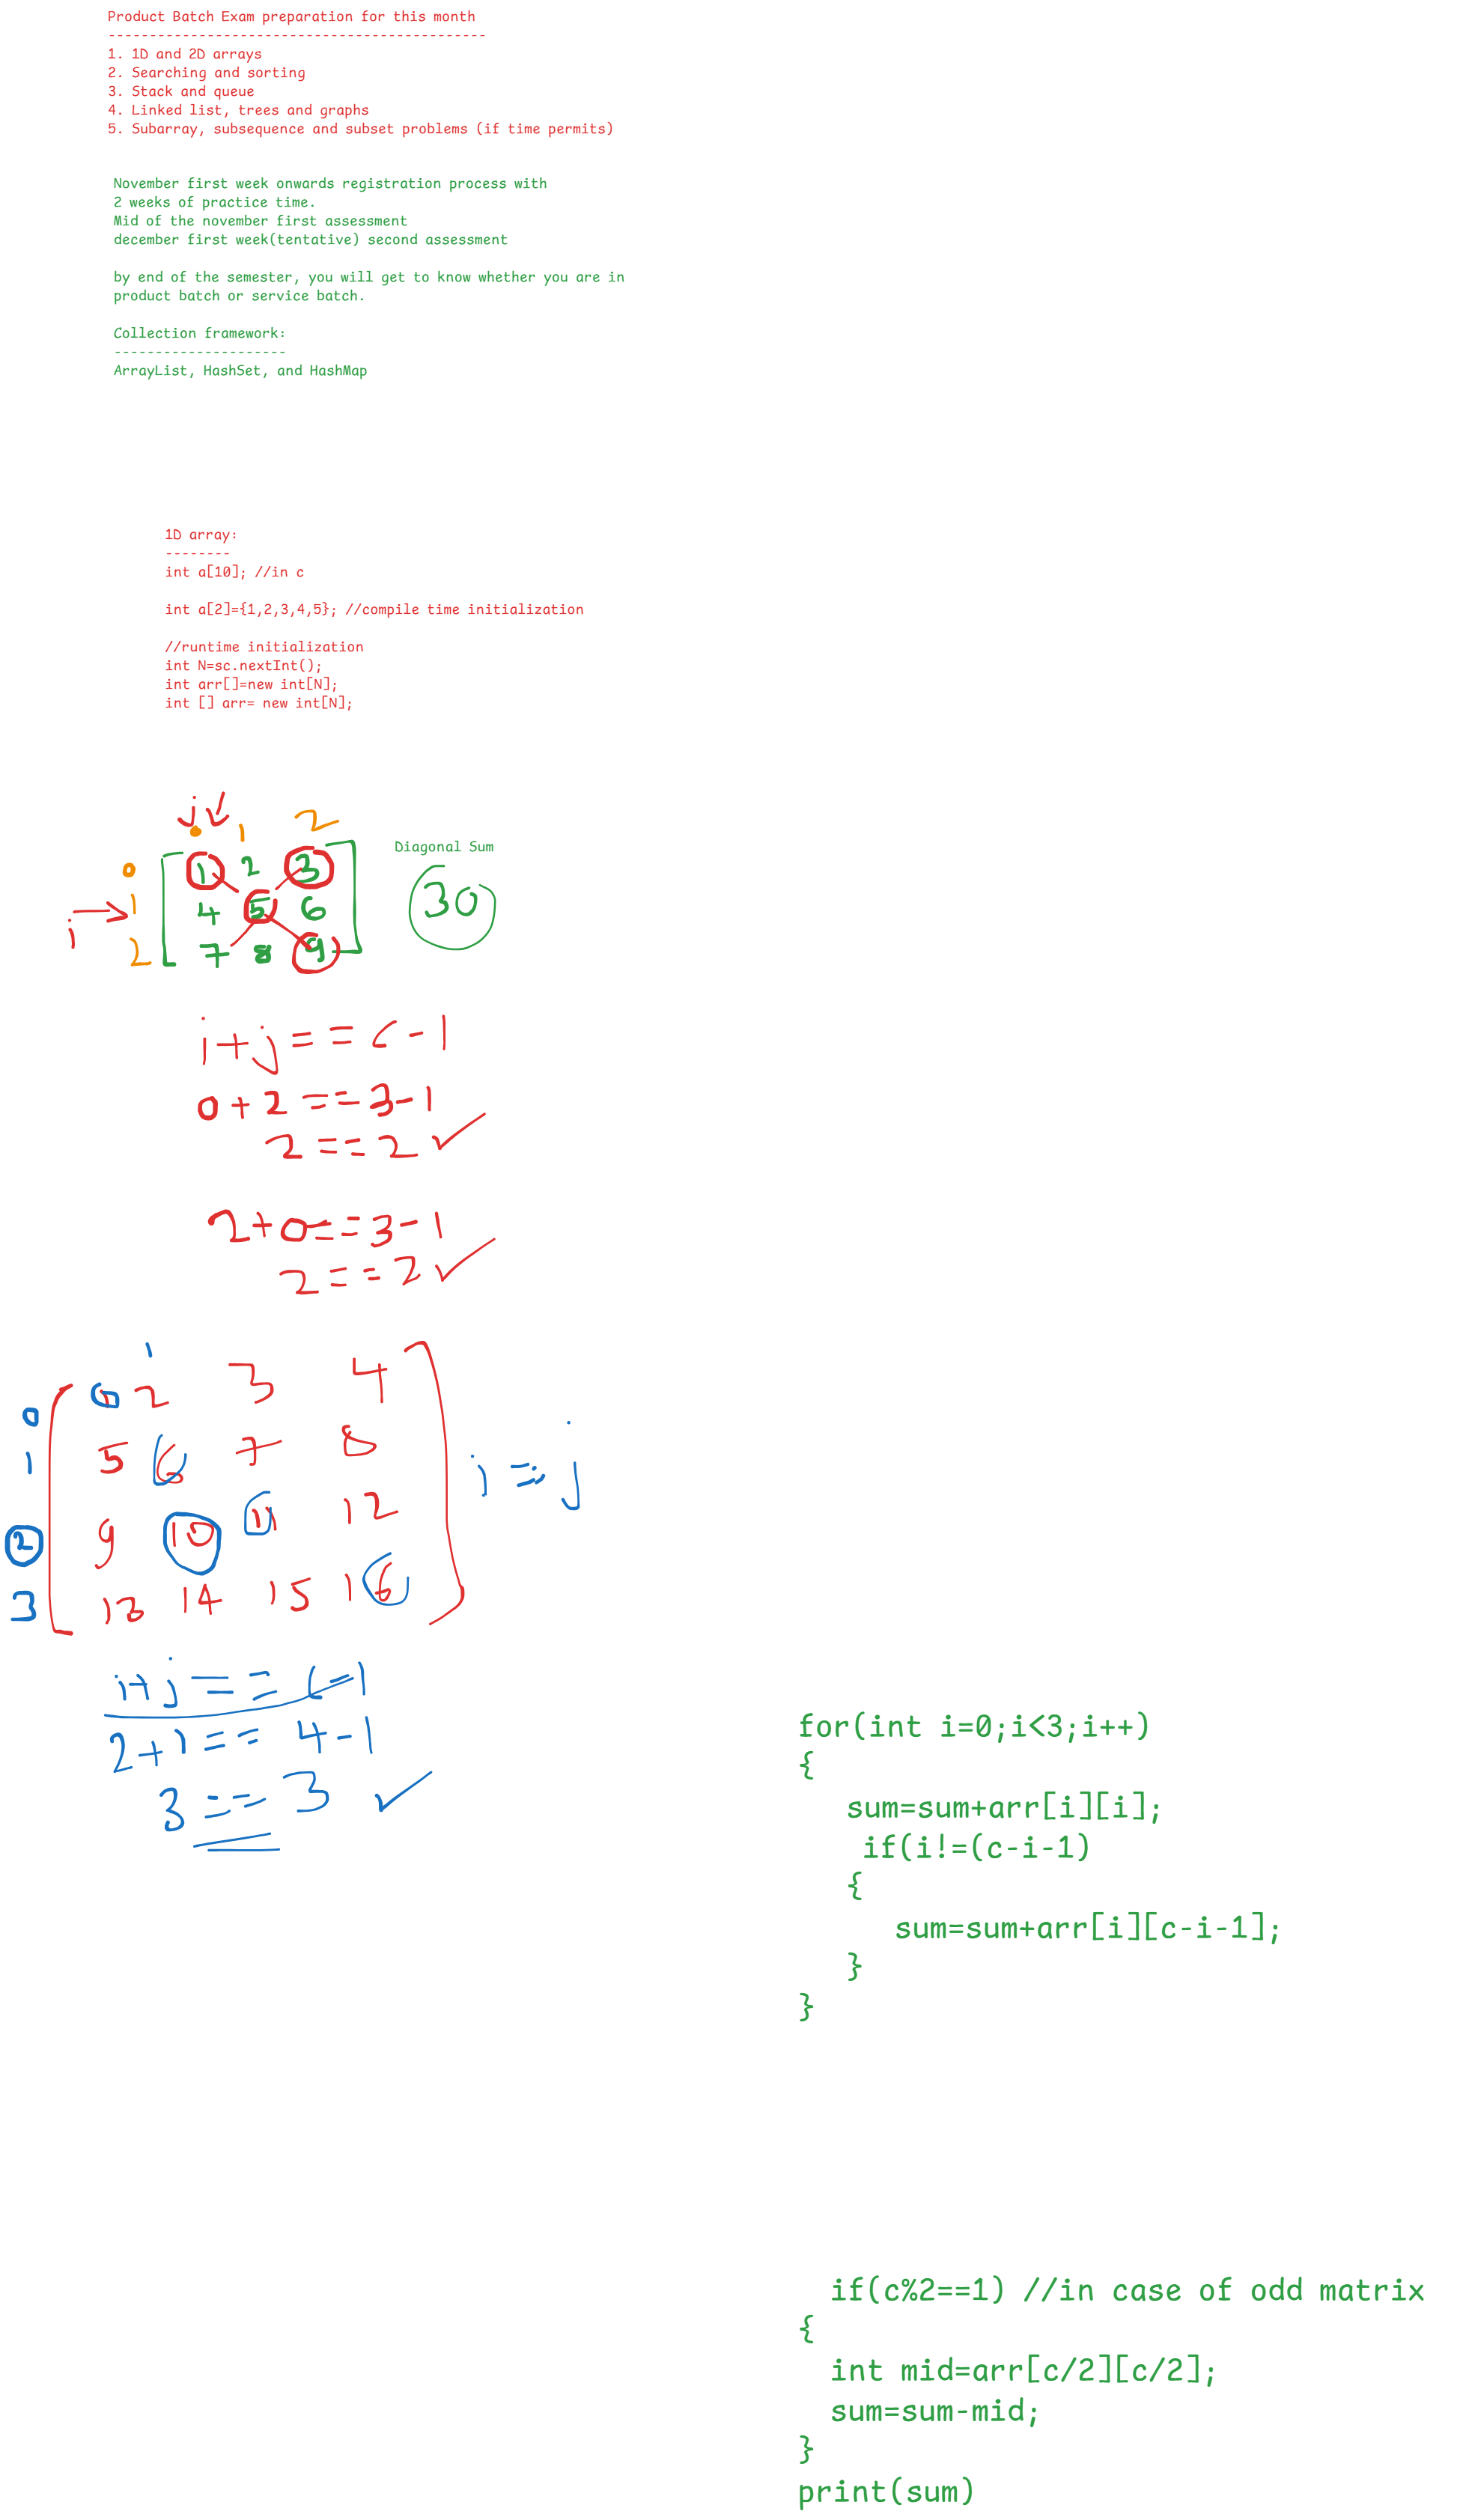 Product Batch Exam preparation for this month
----------------------------------------------
1. 1D and 2D arrays
2. Searching and sorting
3. Stack and queue
4. Linked list, trees and graphs
5. Subarray, subsequence and subset problems (if time permits)
November first week onwards registration process with
2 weeks of practice time.
Mid of the november first assessment
december first week(tentative) second assessment
by end of the semester, you will get to know whether you are in
product batch or service batch.
Collection framework:
---------------------
ArrayList, HashSet, and HashMap
1D array:
--------
int a[10]; //in c
int a[2]={1,2,3,4,5}; //compile time initialization
//runtime initialization
int N=sc.nextInt();
int arr[]=new int[N];
int [] arr= new int[N];
j
0 1 2
0 1 2 3
1 4 5 6
2 7 8 9
i
Diagonal Sum
30
i+j==c-1
0+2==3-1
2==2
2+0==3-1
2==2
1
0 1 2 3 4
1 5 6 7 8
2 9 10 11 12
3 13 14 15 16
i==j
i+j==c-1
2+1==4-1
3==3
for(int i=0;i<3;i++)
{
sum=sum+arr[i][i];
if(i!=(c-i-1)
{
sum=sum+arr[i][c-i-1];
}
}
if(c%2==1) //in case of odd matrix
{
int mid=arr[c/2][c/2];
sum=sum-mid;
}
print(sum)